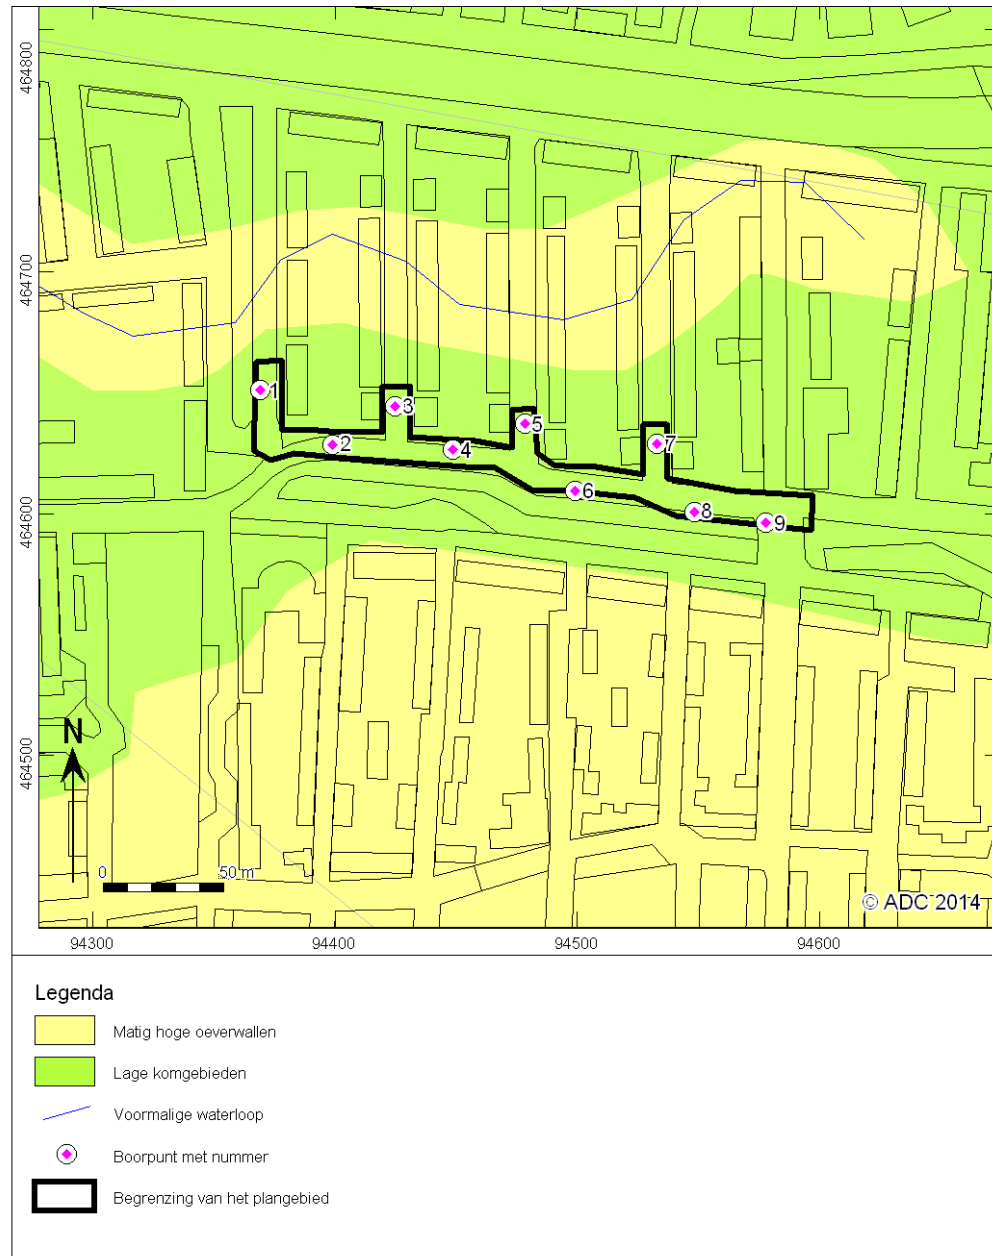 464800
464700
464600
464500
1
2
3
4
5
6
7
8
9
N
0 50 m
© ADC 2014
94300 94400 94500 94600
Legenda
Matig hoge oeverwallen
Lage komgebieden
Voormalige waterloop
Boorpunt met nummer
Begrenzing van het plangebied